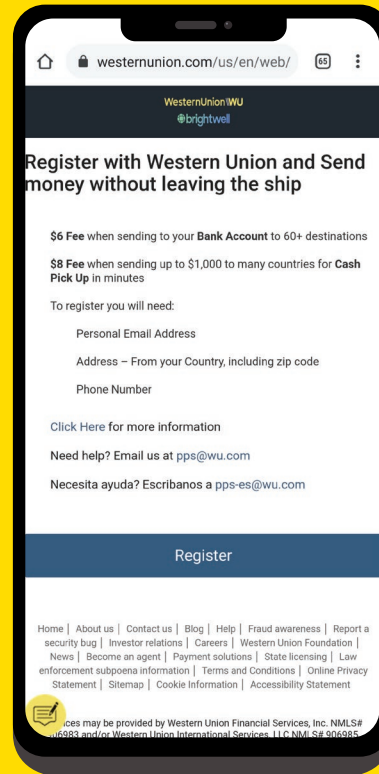 westernunion.com/us/en/web/
65
WesternUnion WU
brightwell
Register with Western Union and Send
money without leaving the ship
$6 Fee when sending to your Bank Account to 60+ destinations
$8 Fee when sending up to $1,000 to many countries for Cash
Pick Up in minutes
To register you will need:
Personal Email Address
Address – From your Country, including zip code
Phone Number
Click Here for more information
Need help? Email us at pps@wu.com
Necesita ayuda? Escribanos a pps-es@wu.com
Register
Home | About us | Contact us | Blog | Help | Fraud awareness | Report a
security bug | Investor relations | Careers | Western Union Foundation |
News | Become an agent | Payment solutions | State licensing | Law
enforcement subpoena information | Terms and Conditions | Online Privacy
Statement | Sitemap | Cookie Information | Accessibility Statement
may be provided by Western Union Financial Services, Inc. NMLS#
and/or Western Union International Services, LLC NMLS# 906985